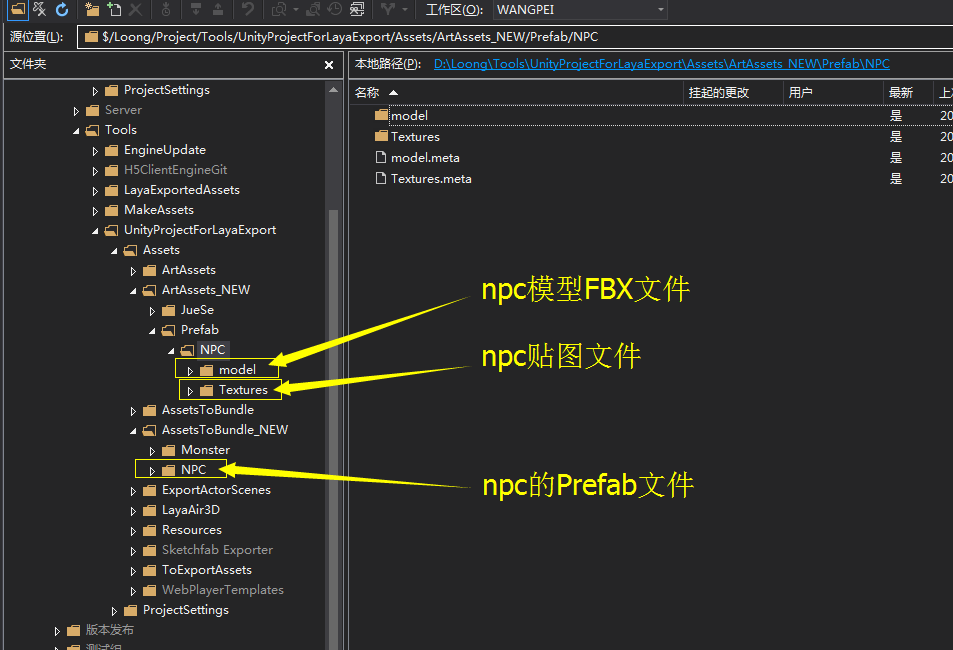 工作区(O): WANGPEI
源位置(L): $/Loong/Project/Tools/UnityProjectForLayaExport/Assets/ArtAssets_NEW/Prefab/NPC
文件夹
本地路径(P): D:\Loong\Tools\UnityProjectForLayaExport\Assets\ArtAssets_NEW\Prefab\NPC
名称 挂起的更改 用户 最新
model 是 20
Textures 是 20
model.meta 是 20
Textures.meta 是 20
ProjectSettings
Server
Tools
EngineUpdate
H5ClientEngineGit
LayaExportedAssets
MakeAssets
UnityProjectForLayaExport
Assets
ArtAssets
ArtAssets_NEW
JueSe
Prefab
NPC
model
Textures
AssetsToBundle
AssetsToBundle_NEW
Monster
NPC
ExportActorScenes
LayaAir3D
Resources
Sketchfab Exporter
ToExportAssets
WebPlayerTemplates
ProjectSettings
版本发布
测试组
npc模型FBX文件
npc贴图文件
npc的Prefab文件